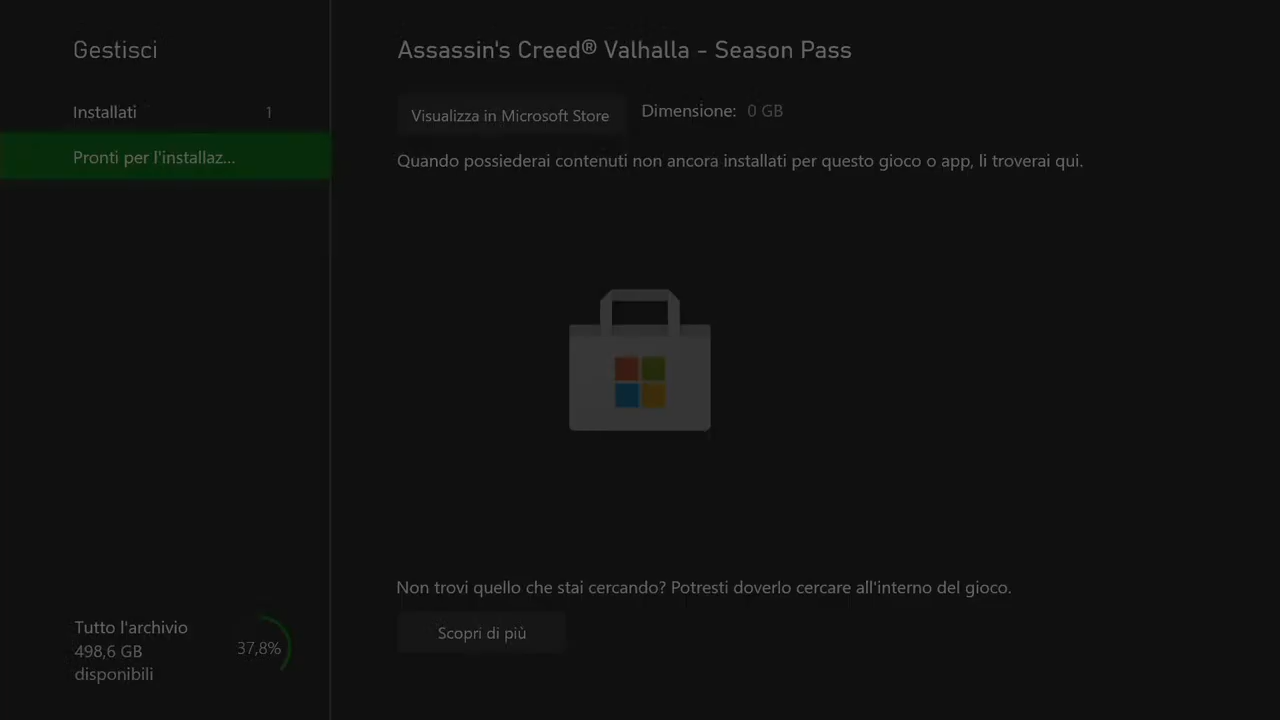 Gestisci
Installati 1
Pronti per l'installaz...
Tutto l'archivio
498,6 GB
disponibili
37,8%
Assassin's Creed® Valhalla - Season Pass
Visualizza in Microsoft Store
Dimensione: 0 GB
Quando possiederai contenuti non ancora installati per questo gioco o app, li troverai qui.
Non trovi quello che stai cercando? Potresti doverlo cercare all'interno del gioco.
Scopri di più